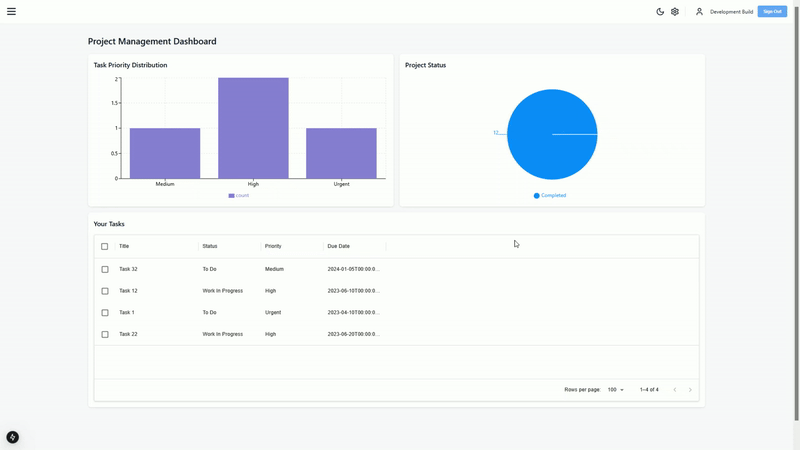 Development Build
Sign Out
Project Management Dashboard
Task Priority Distribution
2
1.5
1
0.5
0
Medium High Urgent
count
Project Status
12
Completed
Your Tasks
Title Status Priority Due Date
Task 32 To Do Medium 2024-01-05T00:00:0...
Task 12 Work In Progress High 2023-06-10T00:00:0...
Task 1 To Do Urgent 2023-04-10T00:00:0...
Task 22 Work In Progress High 2023-06-20T00:00:0...
Rows per page: 100 1–4 of 4